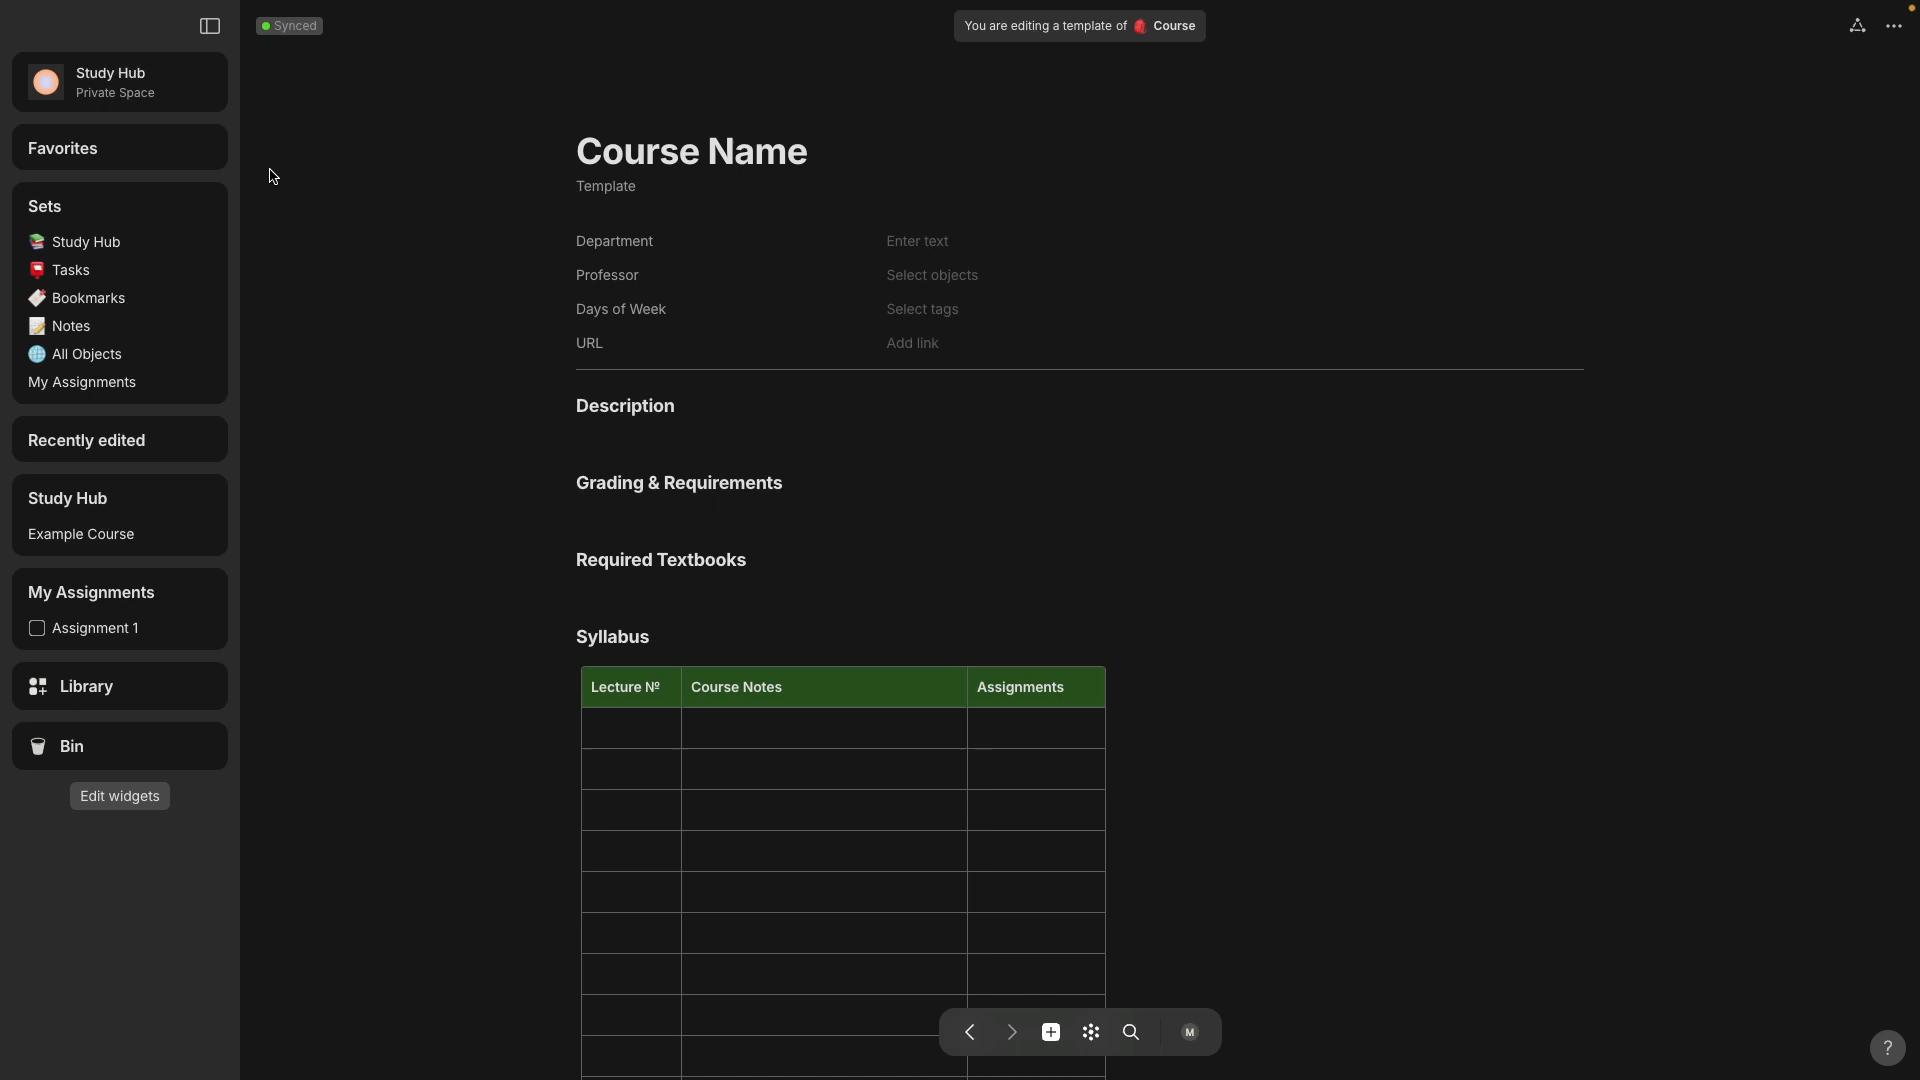 Synced
You are editing a template of Course
Study Hub
Private Space
Favorites
Sets
Study Hub
Tasks
Bookmarks
Notes
All Objects
My Assignments
Recently edited
Study Hub
Example Course
My Assignments
Assignment 1
Library
Bin
Edit widgets
Course Name
Template
Department Enter text
Professor Select objects
Days of Week Select tags
URL Add link
Description
Grading & Requirements
Required Textbooks
Syllabus
Lecture № Course Notes Assignments
M
?